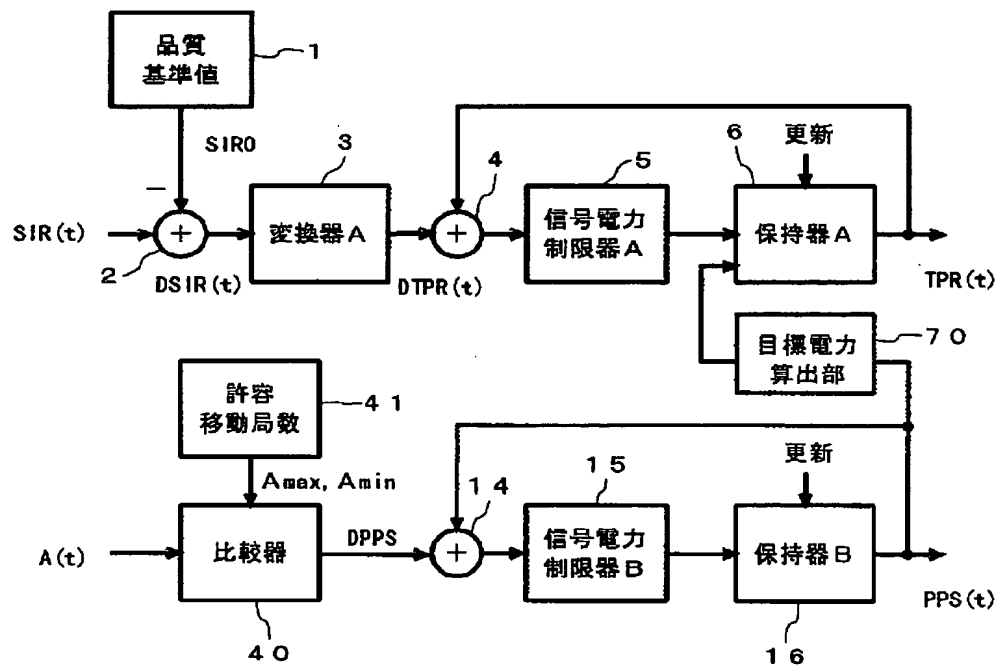 品質
基準値
1
SIR0
3
4
5
6
更新
SIR(t)
−
+
変換器A
+
信号電力
制限器A
保持器A
2
DSIR(t)
DTPR(t)
TPR(t)
目標電力
算出部
70
許容
移動局数
41
Amax, Amin
14
15
更新
A(t)
比較器
DPPS
+
信号電力
制限器B
保持器B
PPS(t)
40
16